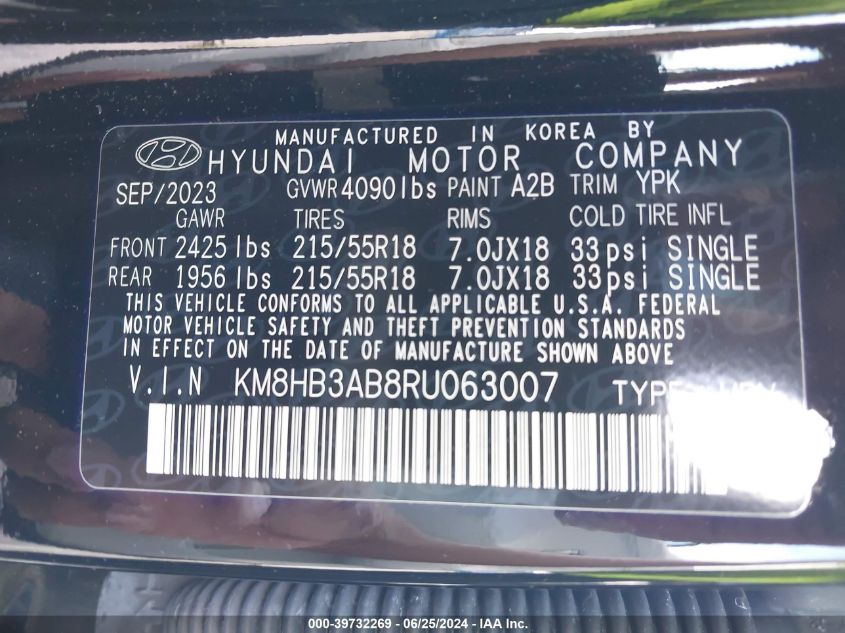 MANUFACTURED IN KOREA BY
HYUNDAI MOTOR COMPANY
SEP/2023 GVWR 4090 lbs PAINT A2B TRIM YPK
GAWR TIRES RIMS COLD TIRE INFL
FRONT 2425 lbs 215/55R18 7.0JX18 33psi SINGLE
REAR 1956 lbs 215/55R18 7.0JX18 33psi SINGLE
THIS VEHICLE CONFORMS TO ALL APPLICABLE U.S.A. FEDERAL
MOTOR VEHICLE SAFETY AND THEFT PREVENTION STANDARDS
IN EFFECT ON THE DATE OF MANUFACTURE SHOWN ABOVE
V.I.N KM8HB3AB8RU063007 TYPE
000-39732269 - 06/25/2024 - IAA Inc.